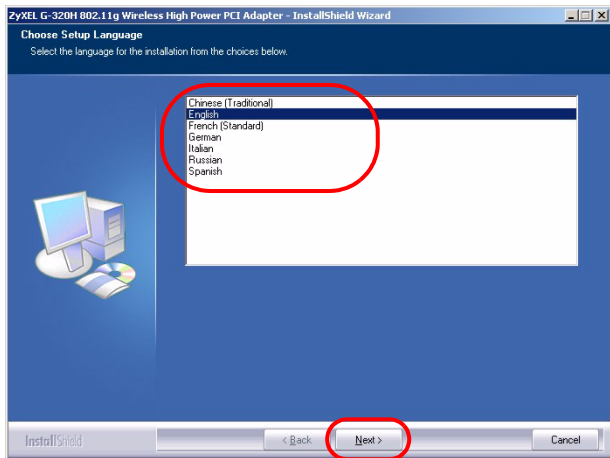 ZyXEL G-320H 802.11g Wireless High Power PCI Adapter - InstallShield Wizard
Choose Setup Language
Select the language for the installation from the choices below.
Chinese (Traditional)
English
French (Standard)
German
Italian
Russian
Spanish
InstallShield
< Back
Next >
Cancel